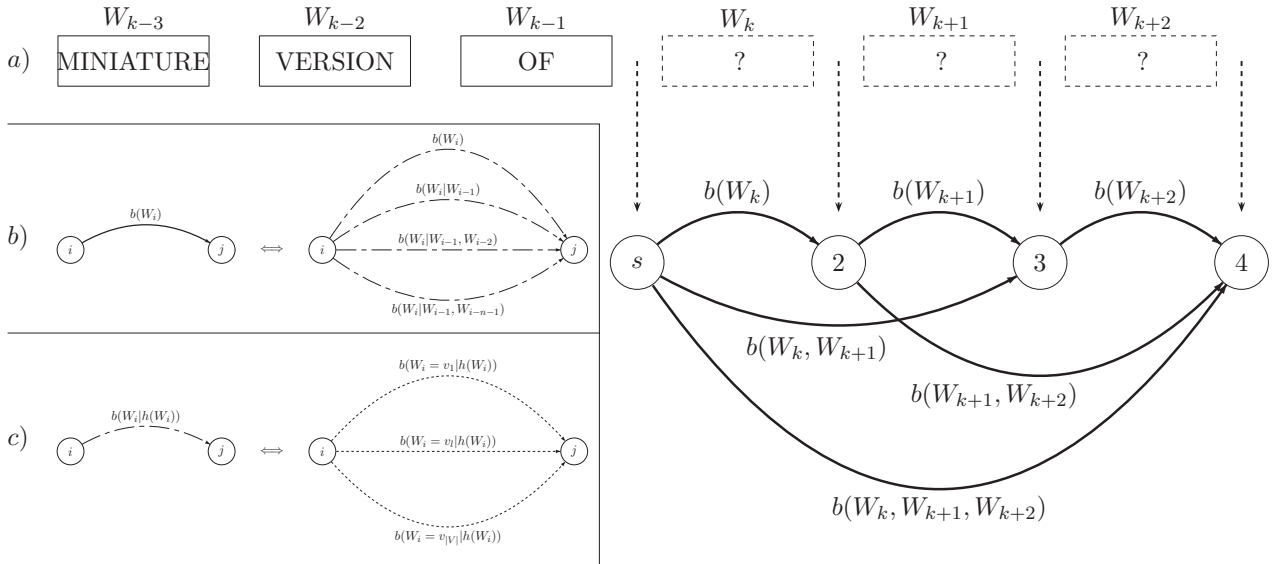 W_{k−3} W_{k−2} W_{k−1} W_k W_{k+1} W_{k+2}
a) MINIATURE VERSION OF ? ? ?
b(W_i)
b(W_i|W_{i−1})
b(W_i)
b(W_i|W_{i−1}, W_{i−2})
b) i j ⟺ i j
b(W_i|W_{i−1}, W_{i−n−1})
b(W_i = v_1|h(W_i))
b(W_i|h(W_i))
b(W_i = v_l|h(W_i))
c) i j ⟺ i j
b(W_i = v_{|V|}|h(W_i))
b(W_k) b(W_{k+1}) b(W_{k+2})
s 2 3 4
b(W_k, W_{k+1})
b(W_{k+1}, W_{k+2})
b(W_k, W_{k+1}, W_{k+2})